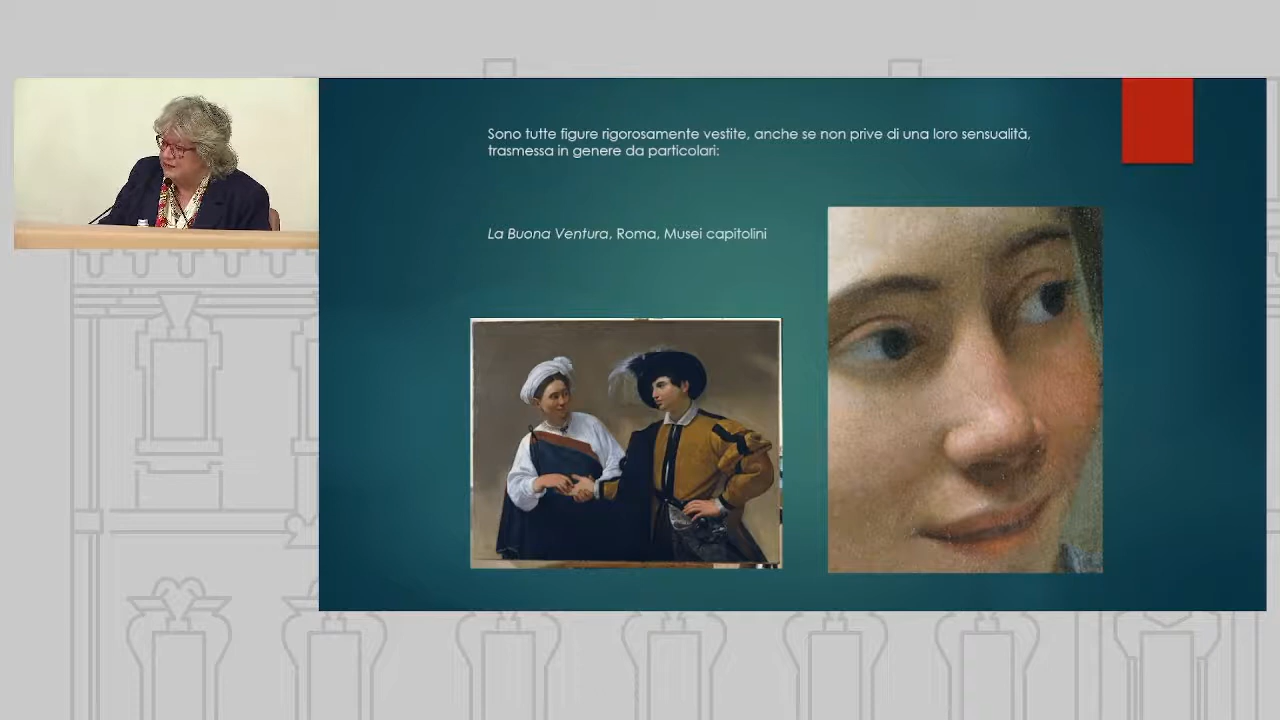 Sono tutte figure rigorosamente vestite, anche se non prive di una loro sensualità,
trasmessa in genere da particolari:
La Buona Ventura, Roma, Musei capitolini